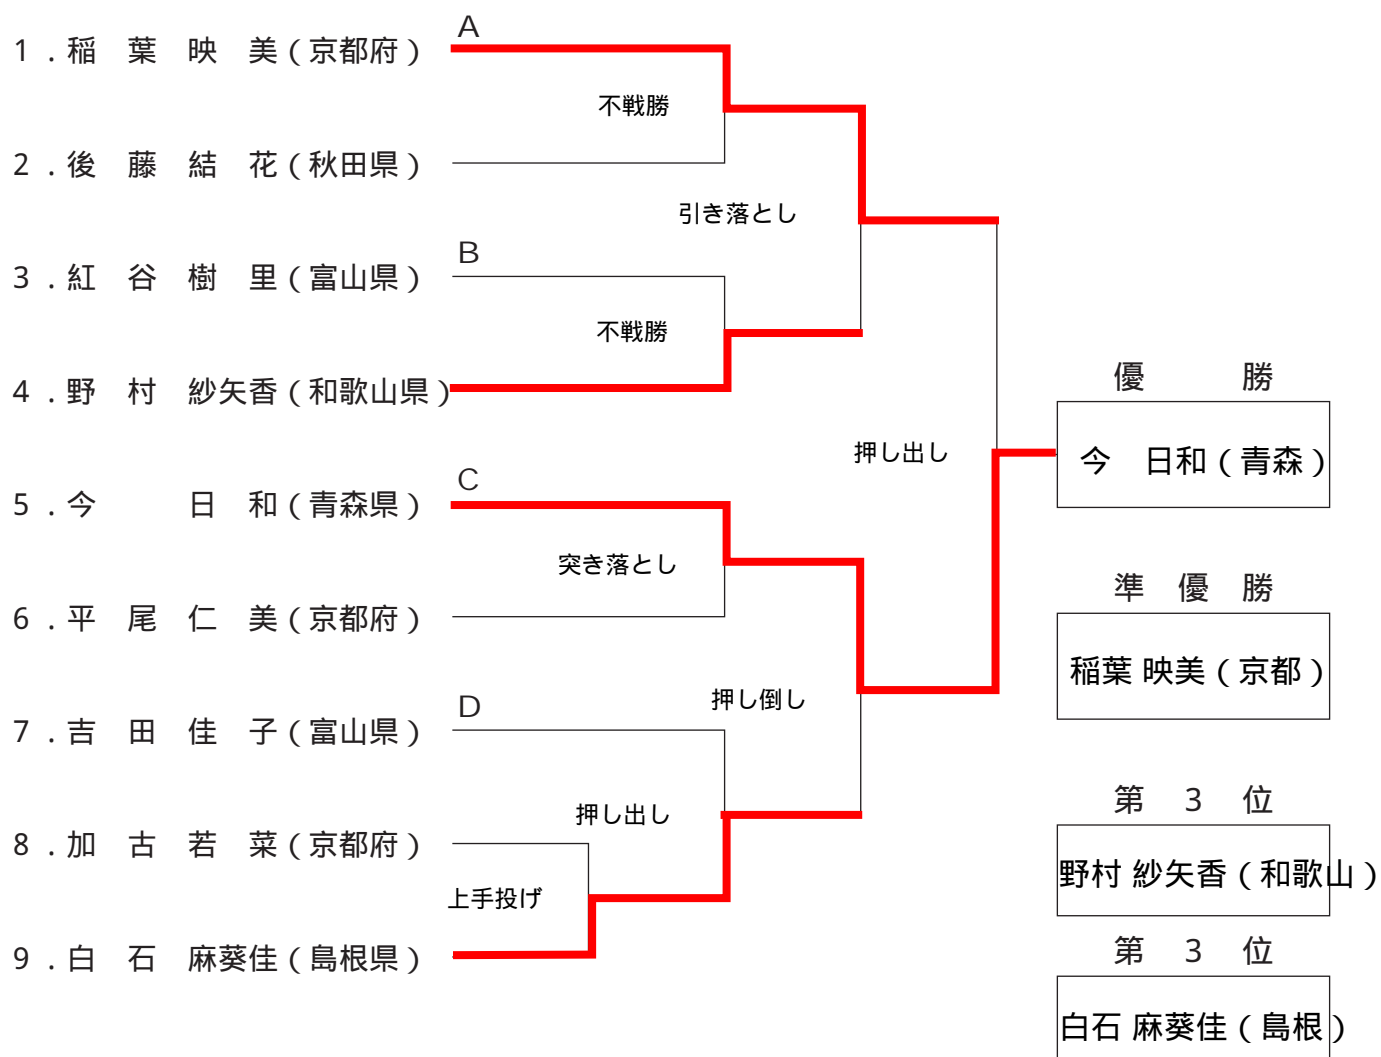 A
1．稲　葉　映　美（京都府）
不戦勝
2．後　藤　結　花（秋田県）
引き落とし
B
3．紅　谷　樹　里（富山県）
不戦勝
4．野　村　紗矢香（和歌山県）
優　　勝
押し出し
今　日和（青森）
C
5．今　　　日　和（青森県）
突き落とし
準　優　勝
6．平　尾　仁　美（京都府）
稲葉 映美（京都）
押し倒し
D
7．吉　田　佳　子（富山県）
第　3　位
押し出し
8．加　古　若　菜（京都府）
野村 紗矢香（和歌山）
上手投げ
9．白　石　麻葵佳（島根県）
第　3　位
白石 麻葵佳（島根）